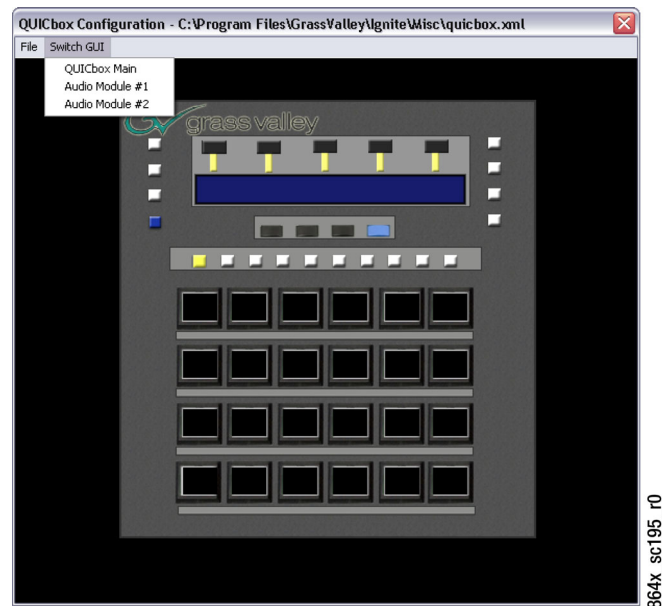 QUICbox Configuration - C:\Program Files\GrassValley\Ignite\Misc\quicbox.xml
File Switch GUI
QUICbox Main
Audio Module #1
Audio Module #2
grass valley
864x sc195 r0